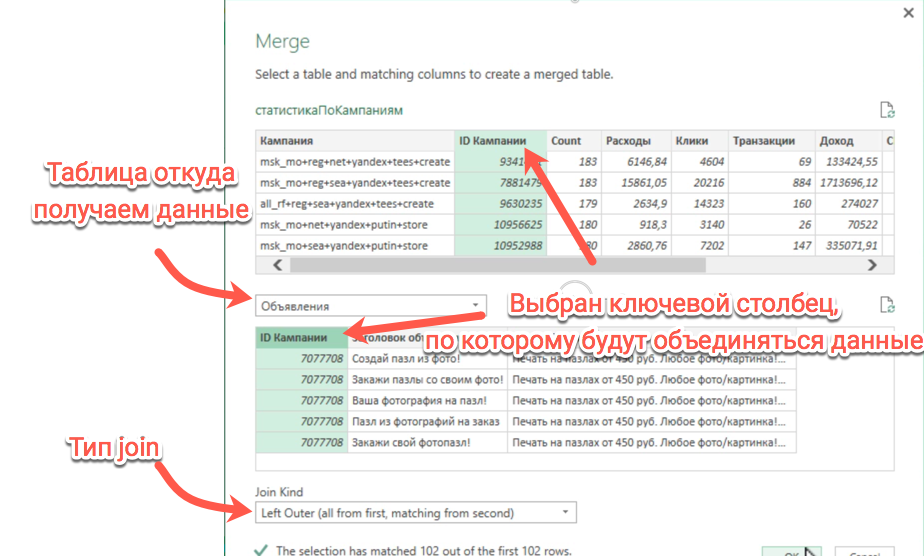 Merge
Select a table and matching columns to create a merged table.
статистикаПоКампаниям
Кампания ID Кампании Count Расходы Клики Транзакции Доход
msk_mo+reg+net+yandex+tees+create 183 6146,84 4604 69 133424,55
msk_mo+reg+sea+yandex+tees+create 7881479 183 15861,05 20216 884 1713696,12
all_rf+reg+sea+yandex+tees+create 9630235 179 2634,9 14323 160 274027
msk_mo+net+yandex+putin+store 10956625 180 918,3 3140 26 70522
msk_mo+sea+yandex+putin+store 10952988 2860,76 7202 147 335071,91
Таблица откуда
получаем данные
Объявления
Выбран ключевой столбец,
по которому будут объединяться данные
ID Кампании
7077708 Создай пазл из фото! Печать на пазлах от 450 руб. Любое фото/картинка!...
7077708 Закажи пазлы со своим фото! Печать на пазлах от 450 руб. Любое фото/картинка!...
7077708 Ваша фотография на пазл! Печать на пазлах от 450 руб. Любое фото/картинка!...
7077708 Пазл из фотографий на заказ Печать на пазлах от 450 руб. Любое фото/картинка!...
7077708 Закажи свой фотопазл! Печать на пазлах от 450 руб. Любое фото/картинка!...
Тип join
Join Kind
Left Outer (all from first, matching from second)
The selection has matched 102 out of the first 102 rows.